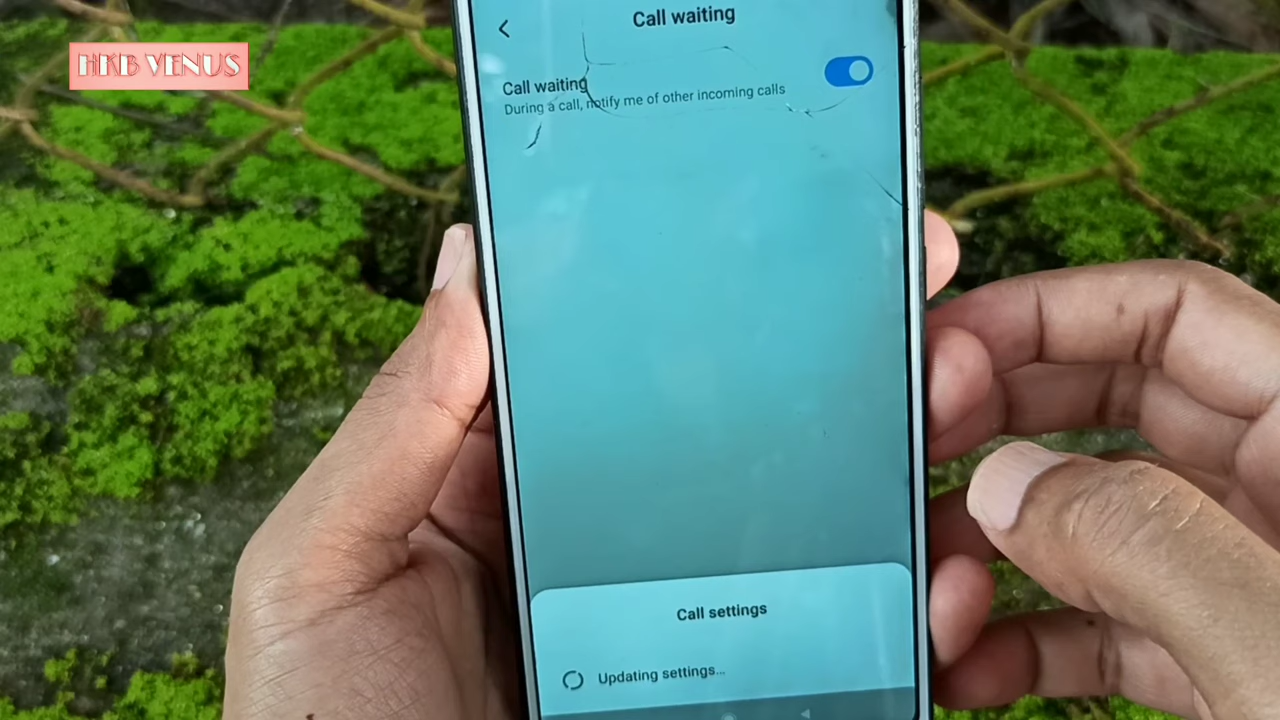 HKB VENUS
Call waiting
Call waiting
During a call, notify me of other incoming calls
Call settings
Updating settings...